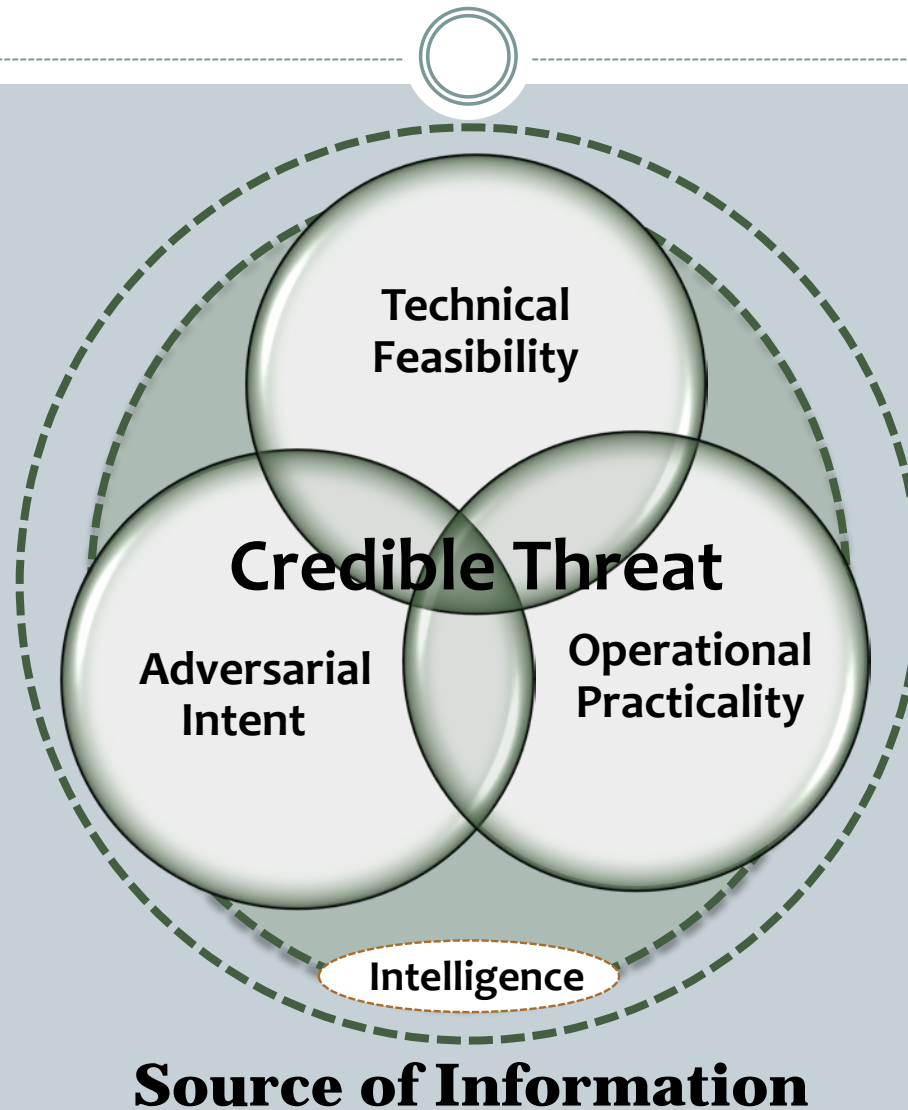 Technical
Feasibility
Credible Threat
Adversarial
Intent
Operational
Practicality
Intelligence
Source of Information